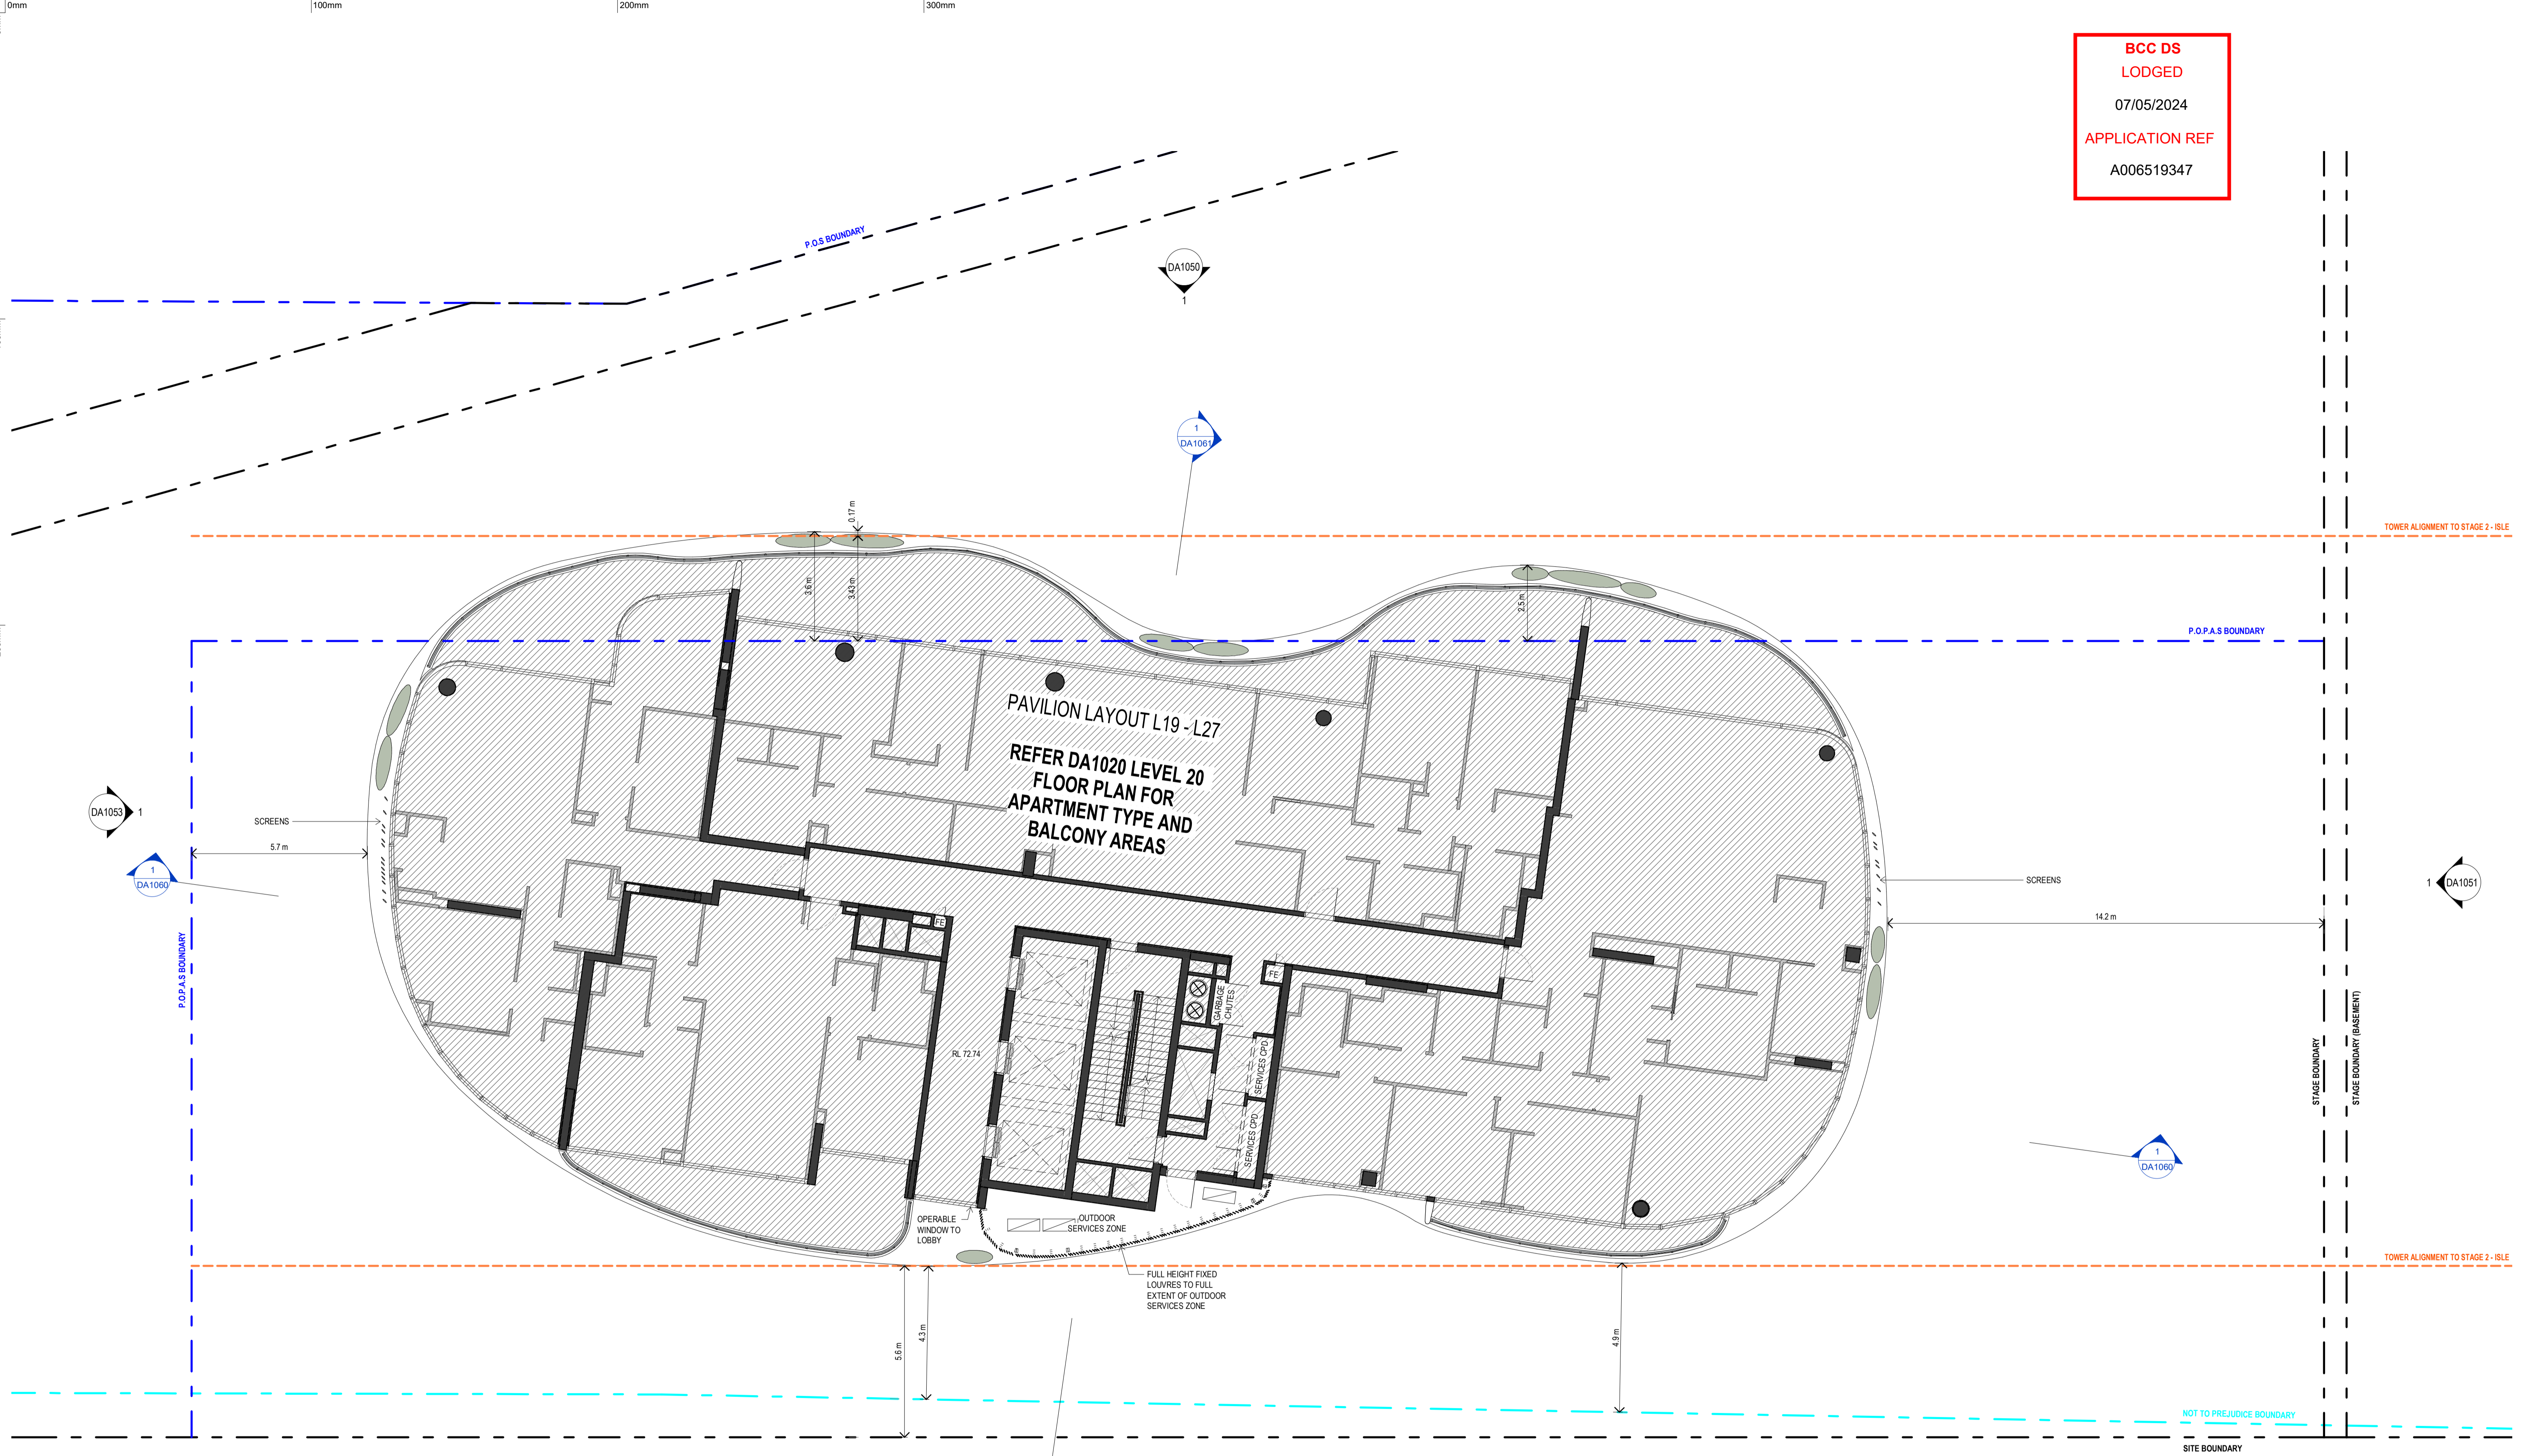 0mm
100mm
200mm
300mm
BCC DS
LODGED
07/05/2024
APPLICATION REF
A006519347
P.O.S BOUNDARY
DA1050
1
1
DA1061
TOWER ALIGNMENT TO STAGE 2 - ISLE
0.17 m
3.6 m
3.43 m
2.5 m
P.O.P.A.S BOUNDARY
PAVILION LAYOUT L19 - L27
REFER DA1020 LEVEL 20
FLOOR PLAN FOR
APARTMENT TYPE AND
BALCONY AREAS
DA1053
1
SCREENS
5.7 m
1
DA1060
P.O.P.A.S BOUNDARY
SCREENS
1
DA1051
14.2 m
FE
FE
GARBAGE
CHUTES
SERVICES CPD
SERVICES CPD
RL 72.74
STAGE BOUNDARY
STAGE BOUNDARY (BASEMENT)
1
DA1060
OPERABLE
WINDOW TO
LOBBY
OUTDOOR
SERVICES ZONE
TOWER ALIGNMENT TO STAGE 2 - ISLE
FULL HEIGHT FIXED
LOUVRES TO FULL
EXTENT OF OUTDOOR
SERVICES ZONE
5.6 m
4.3 m
4.9 m
NOT TO PREJUDICE BOUNDARY
SITE BOUNDARY